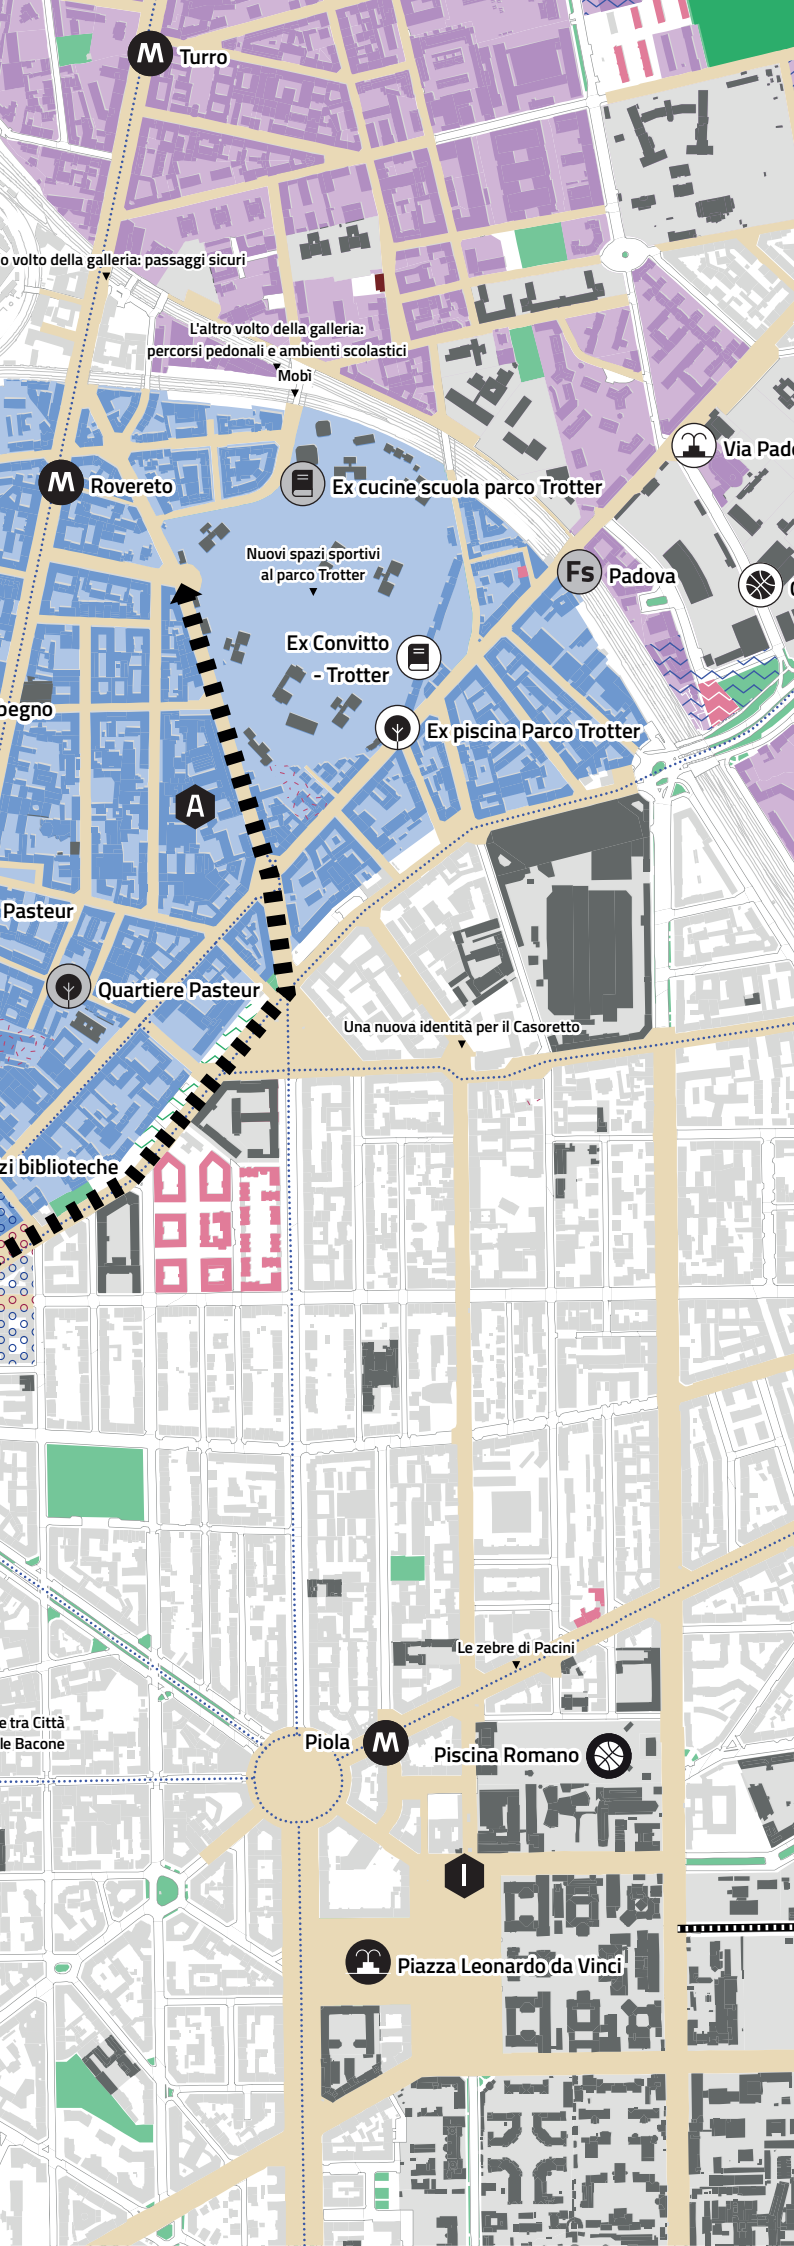 M Turro
o volto della galleria: passaggi sicuri
L'altro volto della galleria:
percorsi pedonali e ambienti scolastici
Mobì
Via Pado
M Rovereto
Ex cucine scuola parco Trotter
Nuovi spazi sportivi
al parco Trotter
Fs Padova
Ex Convitto
- Trotter
pegno
Ex piscina Parco Trotter
A
Pasteur
Quartiere Pasteur
Una nuova identità per il Casoretto
zi biblioteche
Le zebre di Pacini
e tra Città
le Bacone
Piola M
Piscina Romano
I
Piazza Leonardo da Vinci